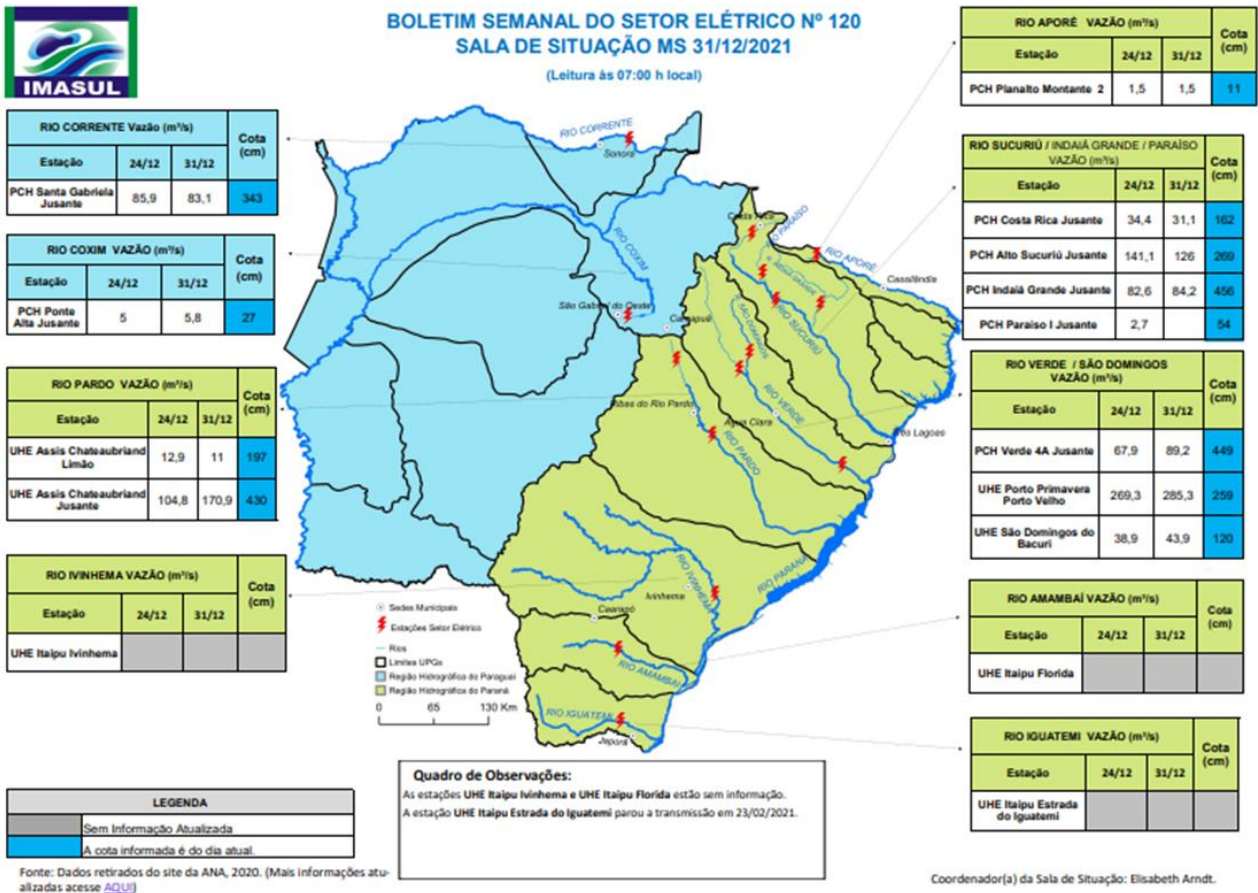 IMASUL
BOLETIM SEMANAL DO SETOR ELÉTRICO Nº 120
SALA DE SITUAÇÃO MS 31/12/2021
(Leitura às 07:00 h local)
RIO CORRENTE Vazão (m³/s)
Cota (cm)
Estação 24/12 31/12
PCH Santa Gabriela Jusante 85,9 83,1 343
RIO COXIM VAZÃO (m³/s)
Cota (cm)
Estação 24/12 31/12
PCH Ponte Alta Jusante 5 5,8 27
RIO PARDO VAZÃO (m³/s)
Cota (cm)
Estação 24/12 31/12
UHE Assis Chateaubriand Limão 12,9 11 197
UHE Assis Chateaubriand Jusante 104,8 170,9 430
RIO IVINHEMA VAZÃO (m³/s)
Cota (cm)
Estação 24/12 31/12
UHE Itaipu Ivinhema
RIO APORÉ VAZÃO (m³/s)
Cota (cm)
Estação 24/12 31/12
PCH Planalto Montante 2 1,5 1,5 11
RIO SUCURIÚ / INDAIÁ GRANDE / PARAÍSO
VAZÃO (m³/s)
Cota (cm)
Estação 24/12 31/12
PCH Costa Rica Jusante 34,4 31,1 162
PCH Alto Sucuriú Jusante 141,1 126 269
PCH Indaiá Grande Jusante 82,6 84,2 456
PCH Paraíso I Jusante 2,7 54
RIO VERDE / SÃO DOMINGOS
VAZÃO (m³/s)
Cota (cm)
Estação 24/12 31/12
PCH Verde 4A Jusante 67,9 89,2 449
UHE Porto Primavera Porto Velho 269,3 285,3 259
UHE São Domingos do Bacuri 38,9 43,9 120
RIO AMAMBAÍ VAZÃO (m³/s)
Cota (cm)
Estação 24/12 31/12
UHE Itaipu Florida
RIO IGUATEMI VAZÃO (m³/s)
Cota (cm)
Estação 24/12 31/12
UHE Itaipu Estrada do Iguatemi
RIO CORRENTE
Sonora
RIO COXIM
São Gabriel do Oeste
Camapuã
Costa Rica
RIO PARAÍSO
RIO APORÉ
Cassilândia
RIO SUCURIÚ
R. SÃO DOMINGOS
RIO VERDE
Ribas do Rio Pardo
Água Clara
Três Lagoas
RIO PARDO
RIO PARANÁ
RIO IVINHEMA
Ivinhema
Caarapó
RIO AMAMBAI
RIO IGUATEMI
Japorã
Sedes Municipais
Estações Setor Elétrico
Rios
Limites UPGs
Região Hidrográfica do Paraguai
Região Hidrográfica do Paraná
0 65 130 Km
Quadro de Observações:
As estações UHE Itaipu Ivinhema e UHE Itaipu Florida estão sem informação.
A estação UHE Itaipu Estrada do Iguatemi parou a transmissão em 23/02/2021.
LEGENDA
Sem Informação Atualizada
A cota informada é do dia atual.
Fonte: Dados retirados do site da ANA, 2020. (Mais informações atu-
alizadas acesse AQUI)
Coordenador(a) da Sala de Situação: Elisabeth Arndt.